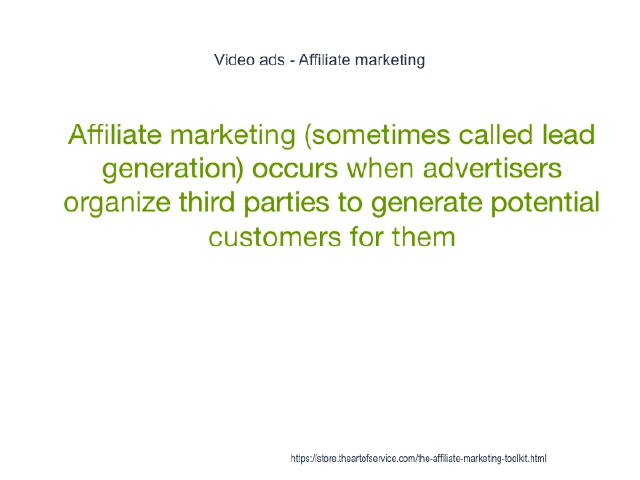 Video ads - Affiliate marketing
Affiliate marketing (sometimes called lead
generation) occurs when advertisers
organize third parties to generate potential
customers for them
https://store.theartofservice.com/the-affiliate-marketing-toolkit.html